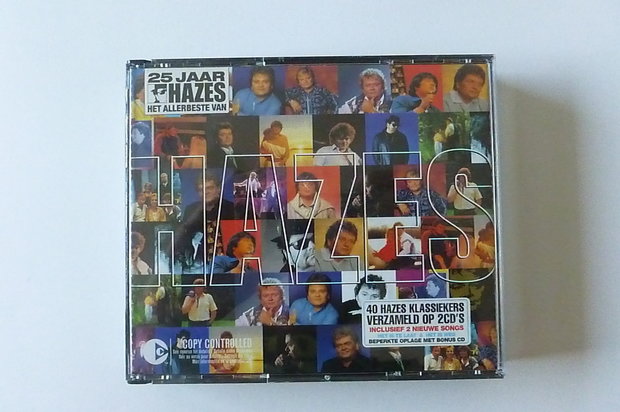 25 JAAR
HAZES
HET ALLERBESTE VAN
HAZES
40 HAZES KLASSIEKERS
VERZAMELD OP 2CD'S
INCLUSIEF 2 NIEUWE SONGS
BEPERKTE OPLAGE MET BONUS CD
COPY CONTROLLED